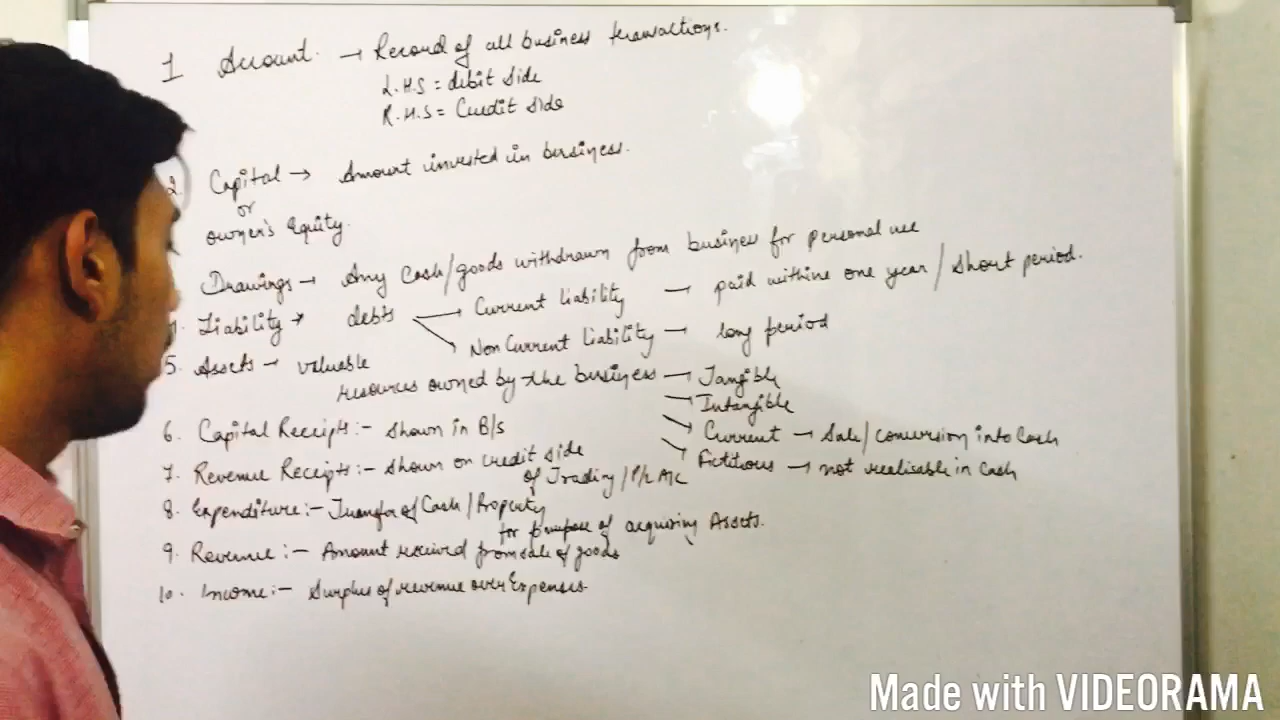 1 Account. → Record of all business transactions.
L.H.S = debit side
R.H.S = Credit side
2. Capital → Amount invested in business.
or
owner's Equity.
Drawings → Any Cash/goods withdrawn from business for personal use
Liability → debts → Current liability → paid withine one year / short period.
Non Current liability → long period
5. Assets → valuable
resources owned by the business → Tangible
Intangible
Current → Sale/conversion into Cash
Fictitious → not realisable in Cash
6. Capital Receipts:- Shown in B/s
7. Revenue Receipts:- Shown on credit side
of Trading/P/L A/C
8. Expenditure:- Transfer of Cash/Property
for purpose of acquiring Assets.
9. Revenue:- Amount received from sale of goods
10. Income:- Surplus of revenue over Expenses.
Made with VIDEORAMA